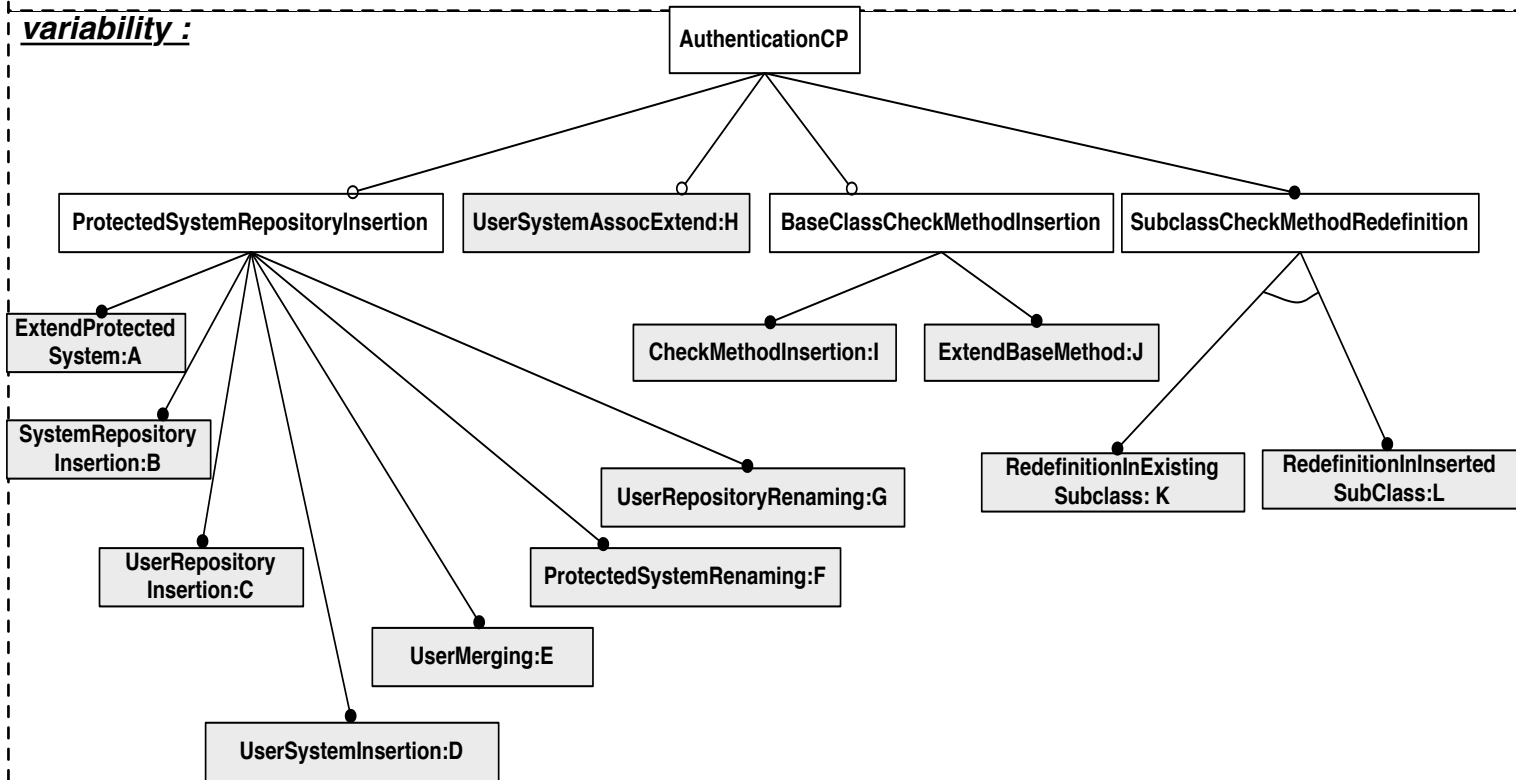 variability :
AuthenticationCP
ProtectedSystemRepositoryInsertion
UserSystemAssocExtend:H
BaseClassCheckMethodInsertion
SubclassCheckMethodRedefinition
ExtendProtected
System:A
CheckMethodInsertion:I
ExtendBaseMethod:J
SystemRepository
Insertion:B
UserRepositoryRenaming:G
RedefinitionInExisting
Subclass: K
RedefinitionInInserted
SubClass:L
UserRepository
Insertion:C
ProtectedSystemRenaming:F
UserMerging:E
UserSystemInsertion:D